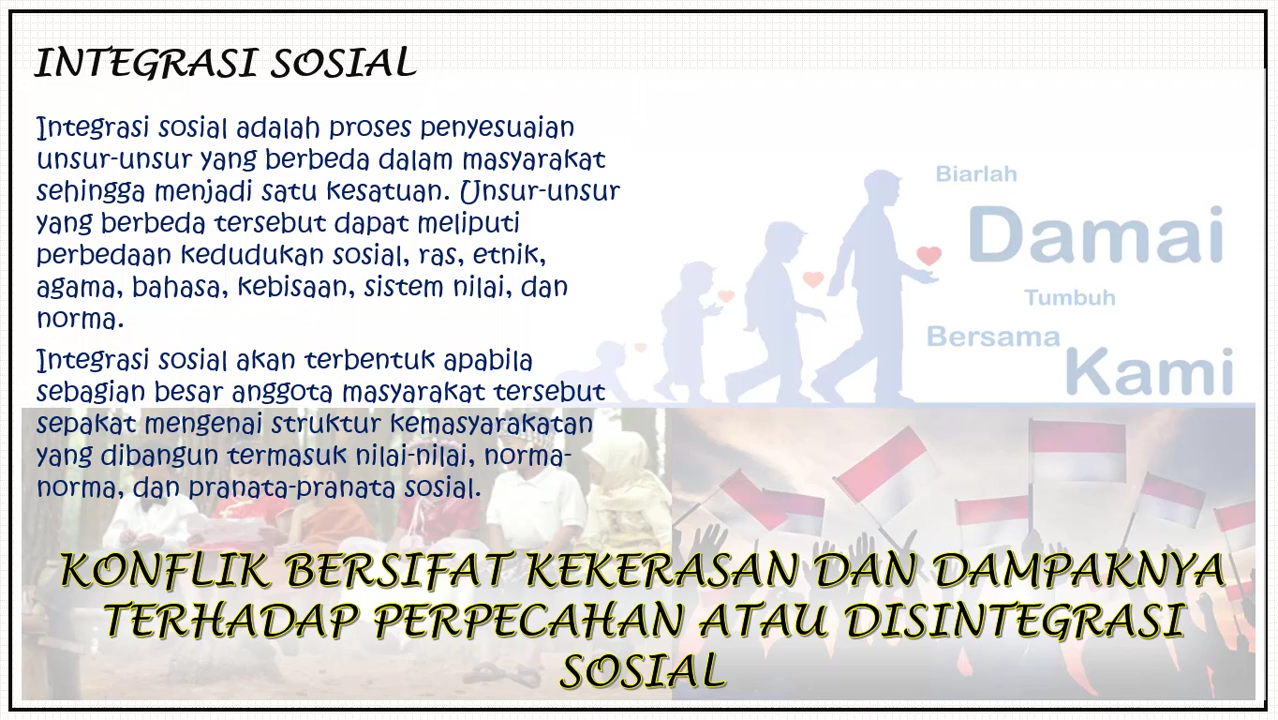 INTEGRASI SOSIAL
Integrasi sosial adalah proses penyesuaian
unsur-unsur yang berbeda dalam masyarakat
sehingga menjadi satu kesatuan. Unsur-unsur
yang berbeda tersebut dapat meliputi
perbedaan kedudukan sosial, ras, etnik,
agama, bahasa, kebisaan, sistem nilai, dan
norma.
Integrasi sosial akan terbentuk apabila
sebagian besar anggota masyarakat tersebut
sepakat mengenai struktur kemasyarakatan
yang dibangun termasuk nilai-nilai, norma-
norma, dan pranata-pranata sosial.
Biarlah
Damai
Tumbuh
Bersama
Kami
KONFLIK BERSIFAT KEKERASAN DAN DAMPAKNYA
TERHADAP PERPECAHAN ATAU DISINTEGRASI
SOSIAL